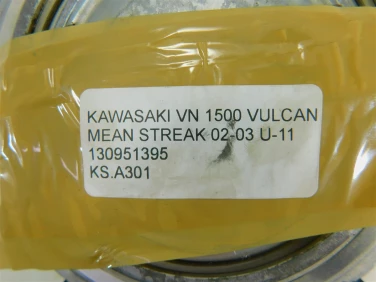 KAWASAKI VN 1500 VULCAN
MEAN STREAK 02-03 U-11
130951395
KS.A301